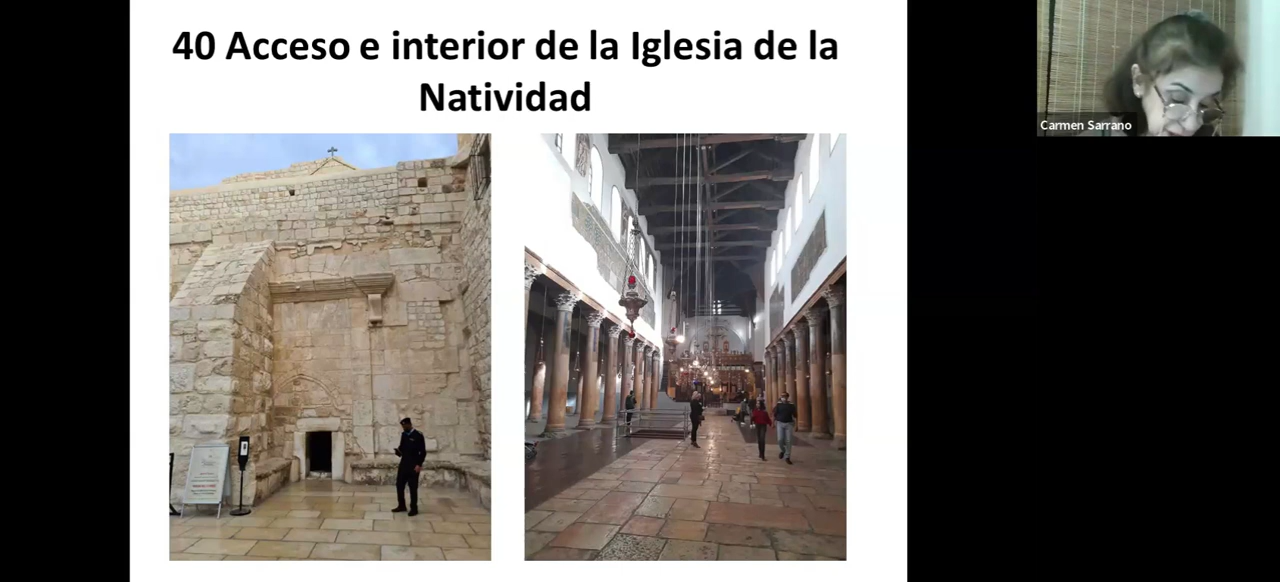 40 Acceso e interior de la Iglesia de la
Natividad
Carmen Sarrano